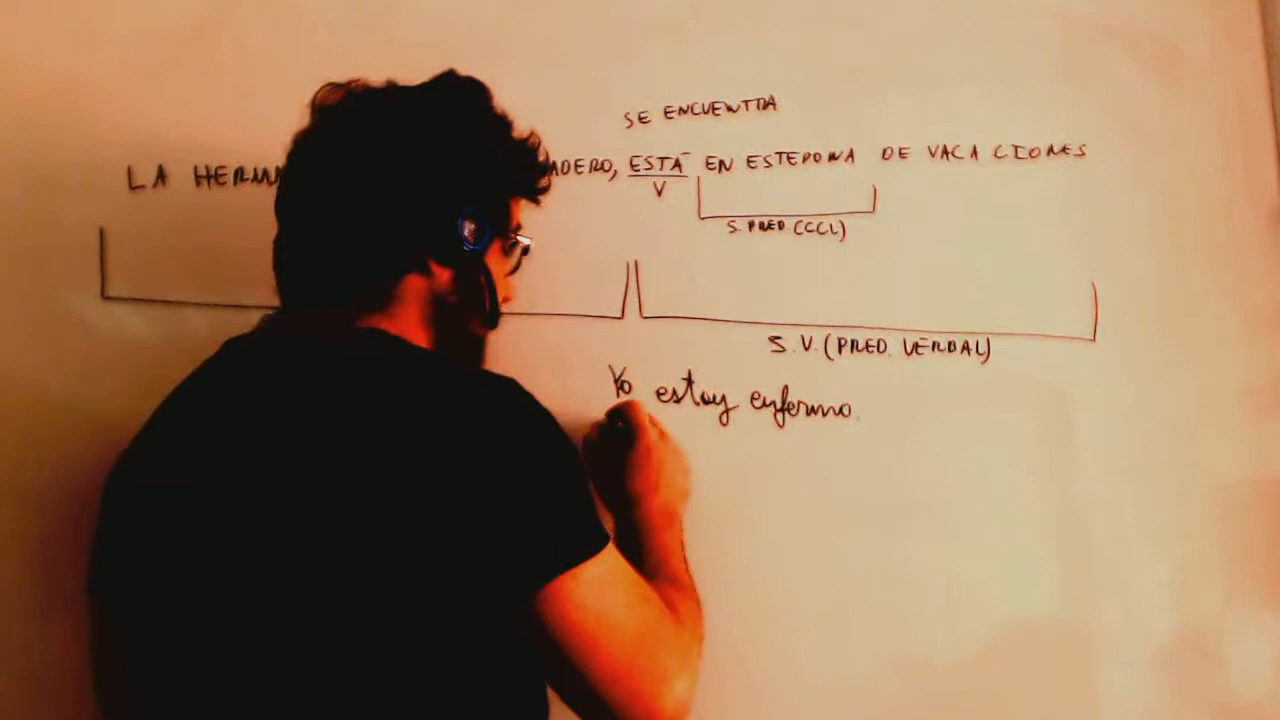 SE ENCUENTRA
LA HERM ADERO, ESTÁ EN ESTEPONA DE VACACIONES
V
S. PRED. (CCL)
S.V. (PRED. VERBAL)
Yo estoy enfermo.